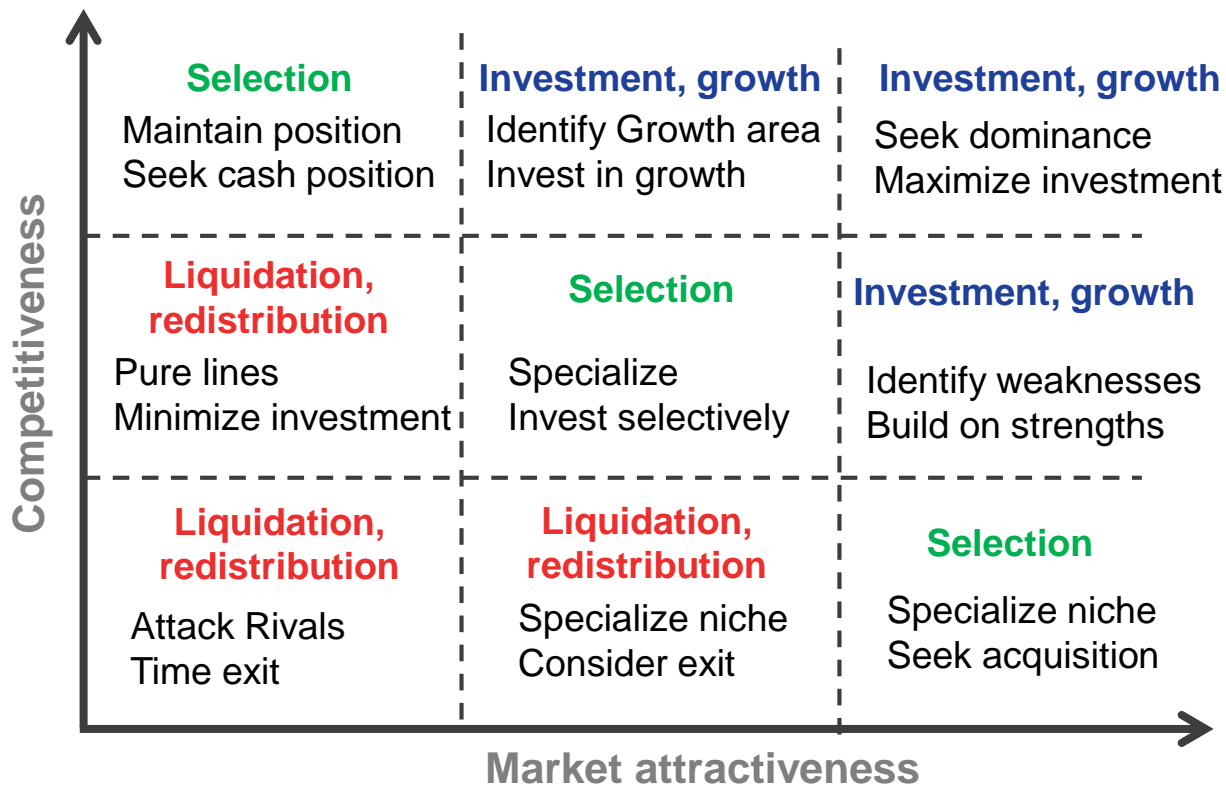 Competitiveness
Selection
Maintain position
Seek cash position
Investment, growth
Identify Growth area
Invest in growth
Investment, growth
Seek dominance
Maximize investment
Liquidation,
redistribution
Pure lines
Minimize investment
Selection
Specialize
Invest selectively
Investment, growth
Identify weaknesses
Build on strengths
Liquidation,
redistribution
Attack Rivals
Time exit
Liquidation,
redistribution
Specialize niche
Consider exit
Selection
Specialize niche
Seek acquisition
Market attractiveness